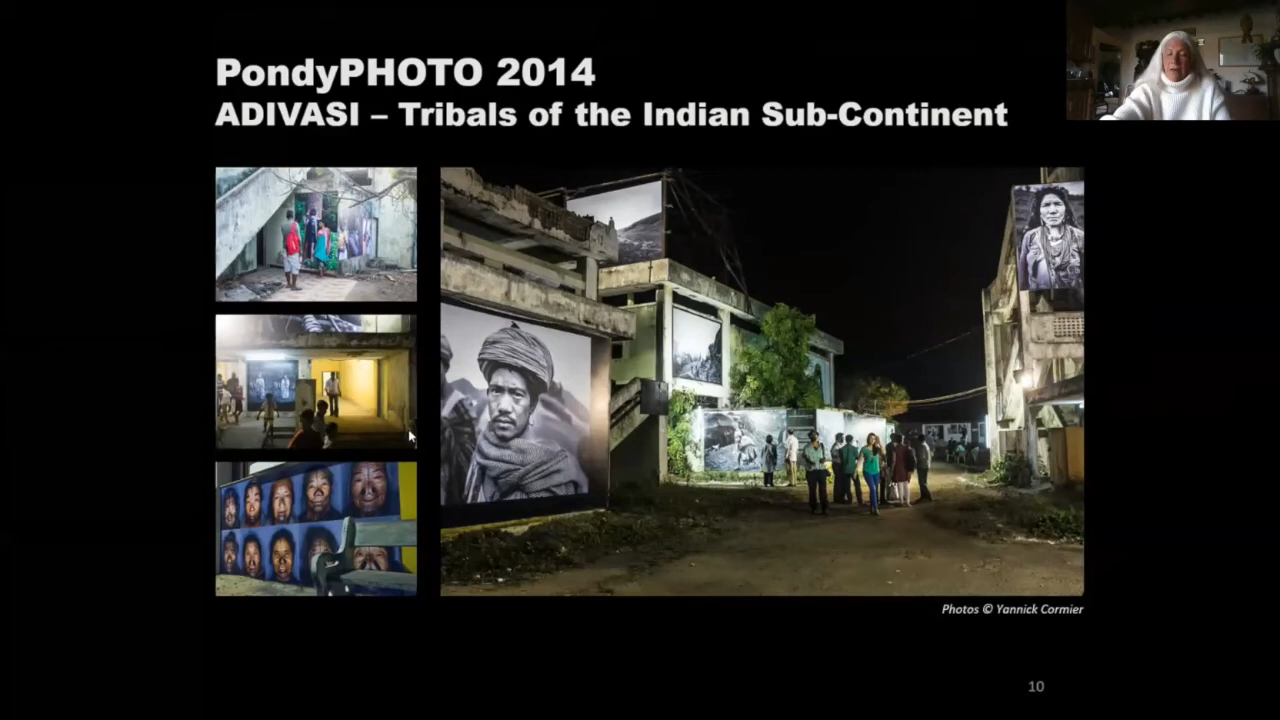 PondyPHOTO 2014
ADIVASI – Tribals of the Indian Sub-Continent
Photos © Yannick Cormier
10